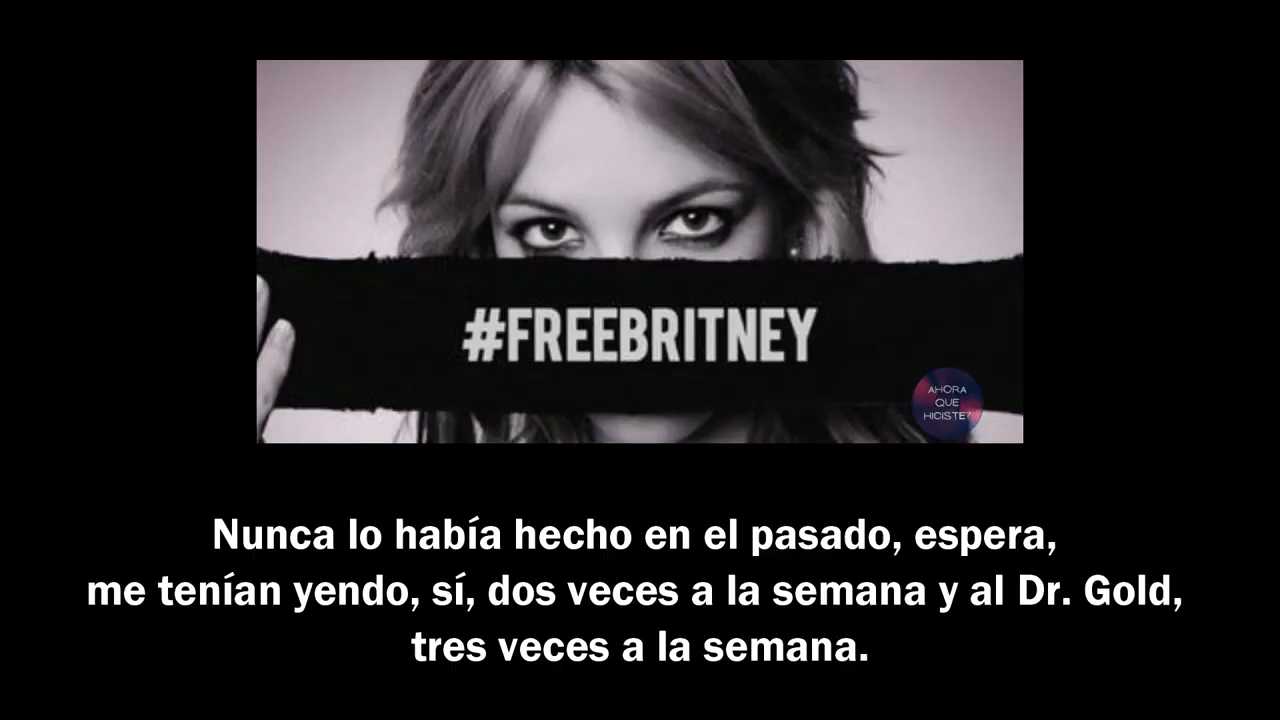 #FREEBRITNEY
AHORA
QUE
HICISTE?
Nunca lo había hecho en el pasado, espera,
me tenían yendo, sí, dos veces a la semana y al Dr. Gold,
tres veces a la semana.